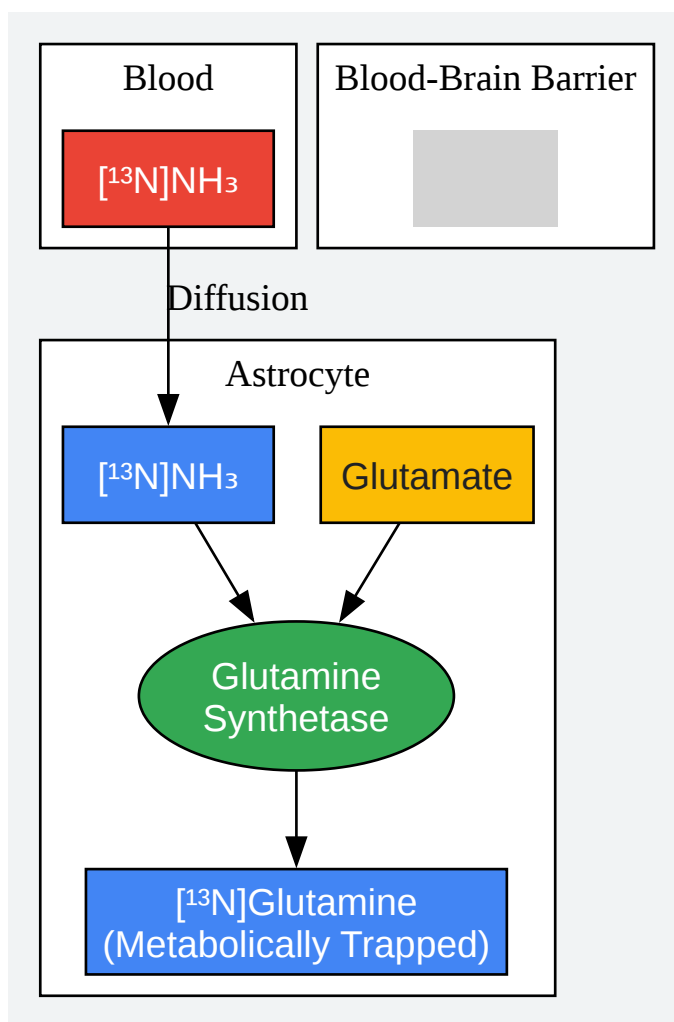 Blood
Blood-Brain Barrier
[¹³N]NH₃
Diffusion
Astrocyte
[¹³N]NH₃
Glutamate
Glutamine
Synthetase
[¹³N]Glutamine
(Metabolically Trapped)